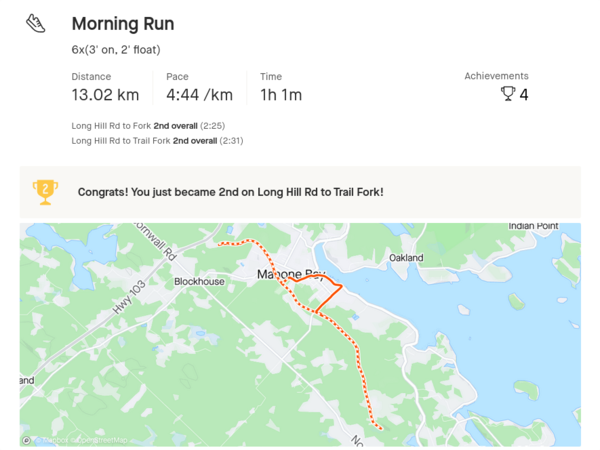 Morning Run
6x(3' on, 2' float)
Distance
Pace
Time
Achievements
13.02 km
4:44 /km
1h 1m
4
Long Hill Rd to Fork 2nd overall (2:25)
Long Hill Rd to Trail Fork 2nd overall (2:31)
2
Congrats! You just became 2nd on Long Hill Rd to Trail Fork!
Indian Point
ornwall Rd
Oakland
Mahone Bay
Blockhouse
Hwy 103
and
No
OpenStreetMap